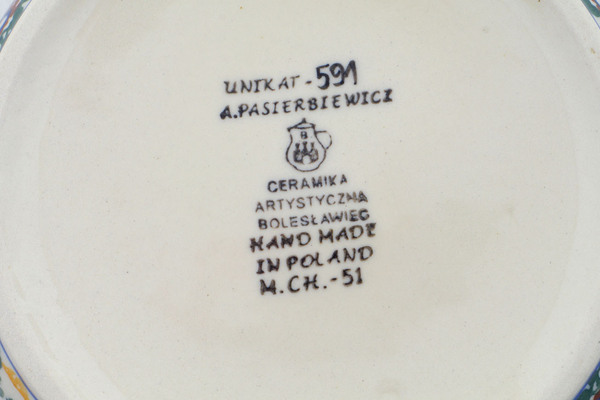 UNIKAT-591
A.PASIERBIEWICZ
B
CERAMIKA
ARTYSTYCZNA
BOLESŁAWIEC
HAND MADE
IN POLAND
M.CH.-51